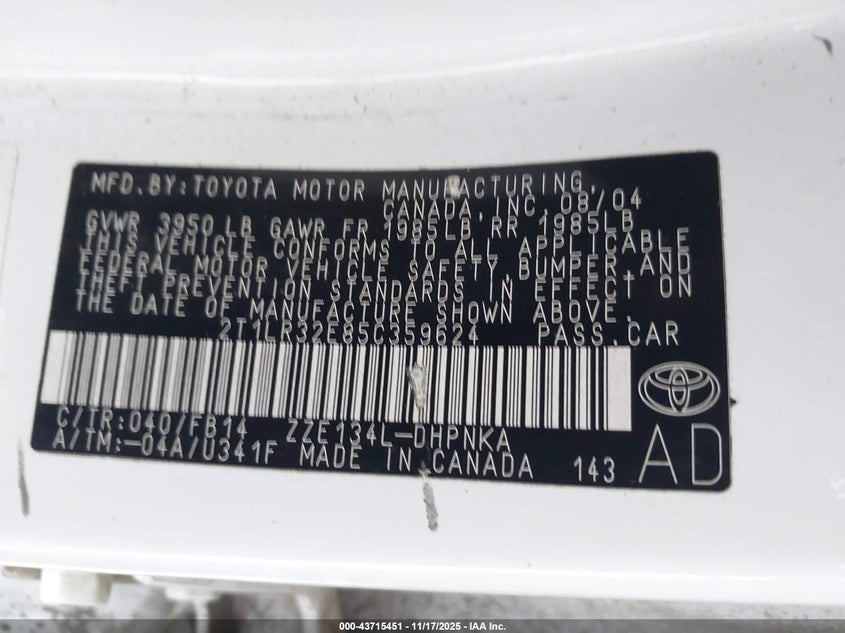 MFD. BY: TOYOTA MOTOR MANUFACTURING,
CANADA, INC 08/04
GVWR 3950 LB GAWR FR 1985LB RR 1985LB
THIS VEHICLE CONFORMS TO ALL APPLICABLE
FEDERAL MOTOR VEHICLE SAFETY, BUMPER, AND
THEFT PREVENTION STANDARDS IN EFFECT ON
THE DATE OF MANUFACTURE SHOWN ABOVE.
2T1LR32E85C359624 PASS. CAR
C/TR: 040/FB14 ZZE134L-DHPNKA
A/TM: -04A/U341F MADE IN CANADA 143 AD
000-43715451 - 11/17/2025 - IAA Inc.